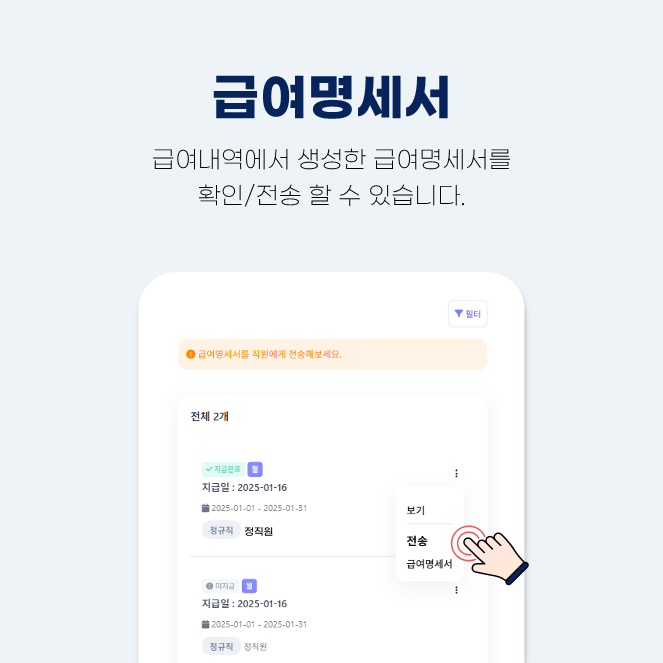 급여명세서
급여내역에서 생성한 급여명세서를
확인/전송 할 수 있습니다.
필터
급여명세서를 직원에게 전송해보세요.
전체 2개
지급완료 월
지급일 : 2025-01-16
2025-01-01 - 2025-01-31
정규직 정직원
보기
전송
급여명세서
미지급 월
지급일 : 2025-01-16
2025-01-01 - 2025-01-31
정규직 정직원